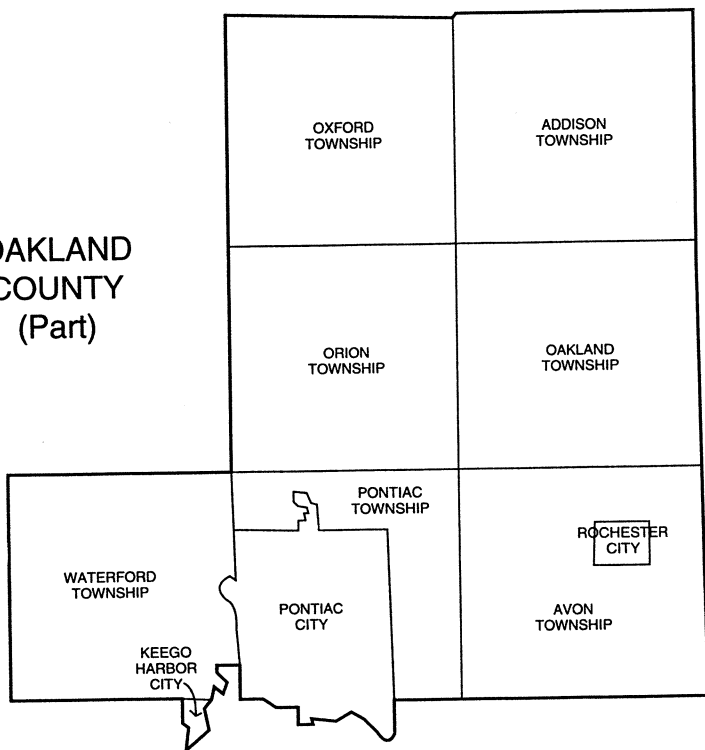 OXFORD
TOWNSHIP
ADDISON
TOWNSHIP
OAKLAND
COUNTY
(Part)
ORION
TOWNSHIP
OAKLAND
TOWNSHIP
PONTIAC
TOWNSHIP
ROCHESTER
CITY
WATERFORD
TOWNSHIP
PONTIAC
CITY
AVON
TOWNSHIP
KEEGO
HARBOR
CITY